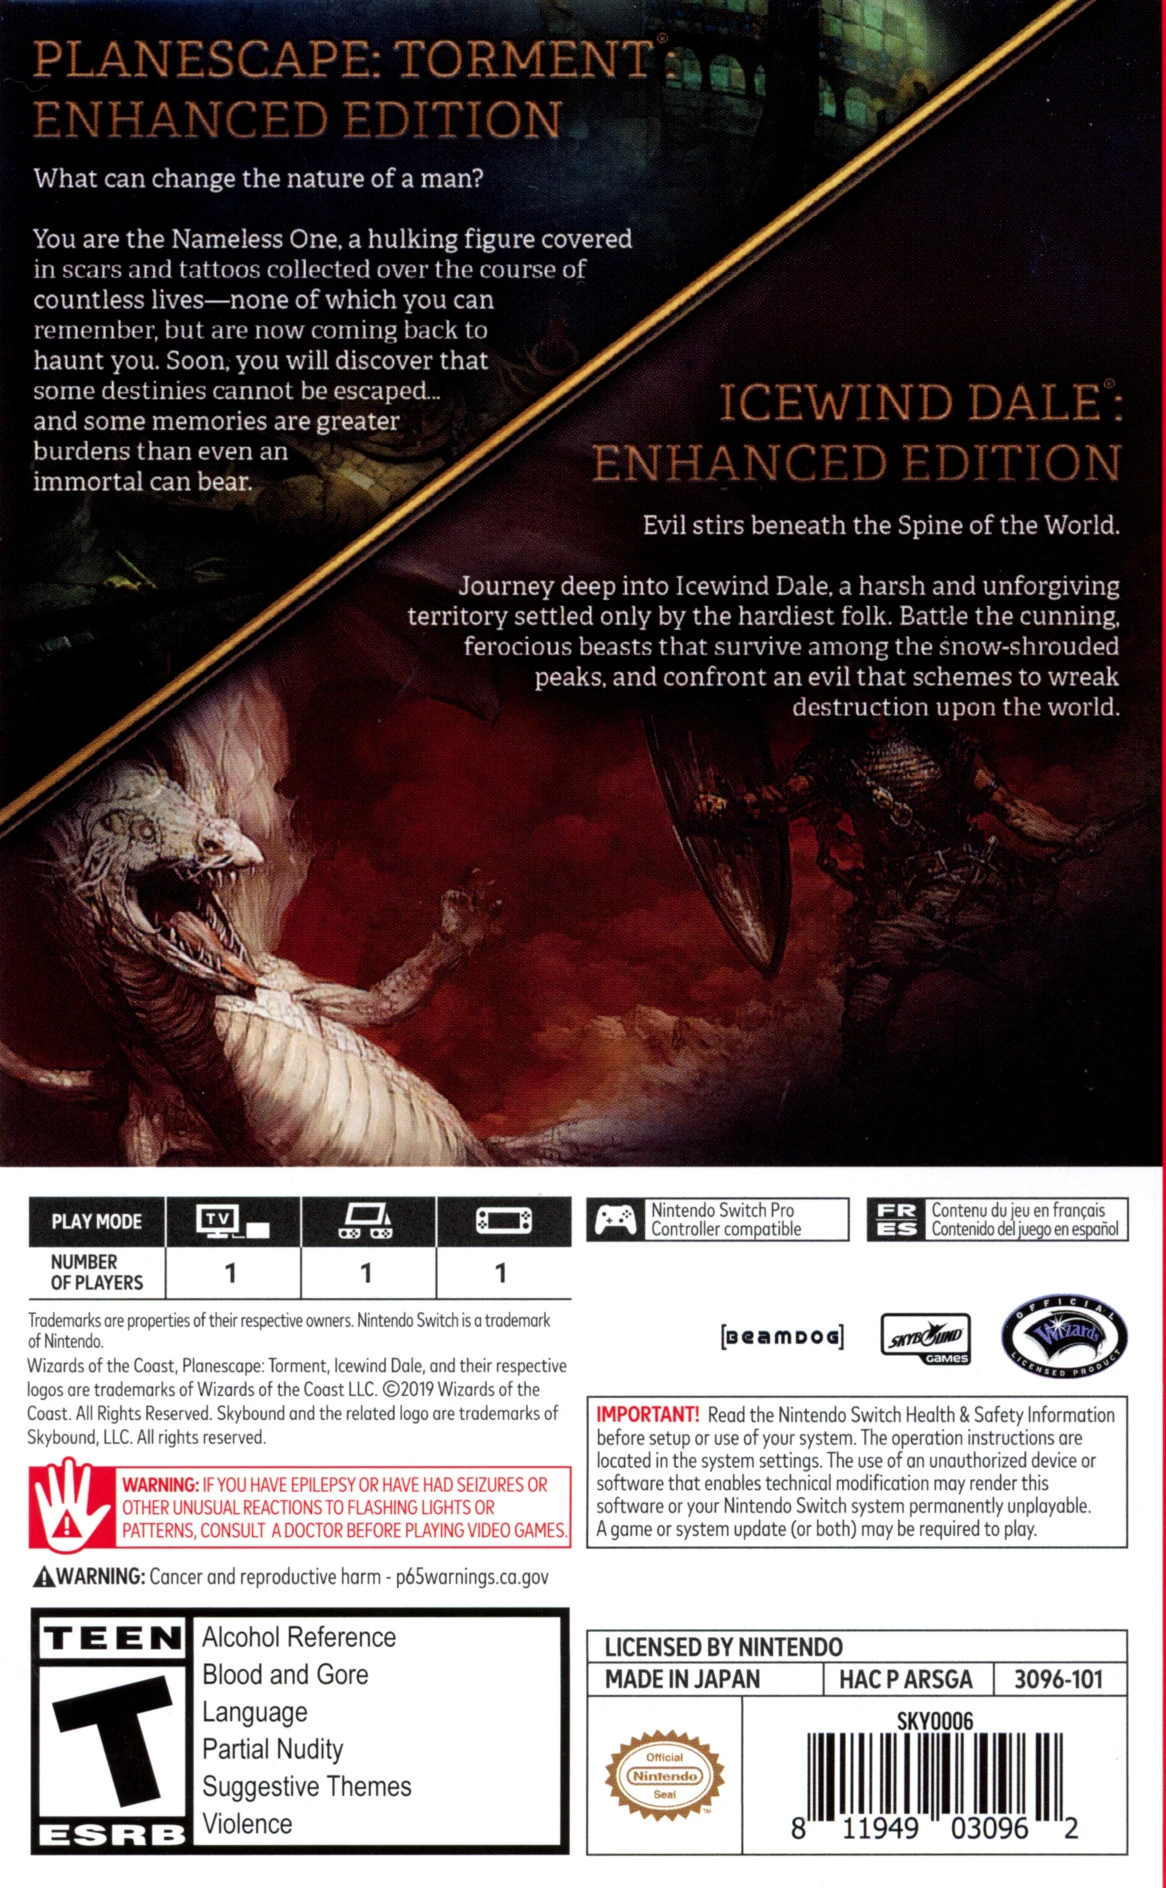 PLANESCAPE: TORMENT®:
ENHANCED EDITION
What can change the nature of a man?
You are the Nameless One, a hulking figure covered
in scars and tattoos collected over the course of
countless lives—none of which you can
remember, but are now coming back to
haunt you. Soon, you will discover that
some destinies cannot be escaped...
and some memories are greater
burdens than even an
immortal can bear.
ICEWIND DALE®:
ENHANCED EDITION
Evil stirs beneath the Spine of the World.
Journey deep into Icewind Dale, a harsh and unforgiving
territory settled only by the hardiest folk. Battle the cunning,
ferocious beasts that survive among the snow-shrouded
peaks, and confront an evil that schemes to wreak
destruction upon the world.
PLAY MODE
TV
NUMBER
OF PLAYERS
1 1 1
Nintendo Switch Pro
Controller compatible
FR Contenu du jeu en français
ES Contenido del juego en español
Trademarks are properties of their respective owners. Nintendo Switch is a trademark
of Nintendo.
Wizards of the Coast, Planescape: Torment, Icewind Dale, and their respective
logos are trademarks of Wizards of the Coast LLC. ©2019 Wizards of the
Coast. All Rights Reserved. Skybound and the related logo are trademarks of
Skybound, LLC. All rights reserved.
[BEAMDOG]
SKYBOUND
GAMES
OFFICIAL
Wizards
LICENSED PRODUCT
WARNING: IF YOU HAVE EPILEPSY OR HAVE HAD SEIZURES OR
OTHER UNUSUAL REACTIONS TO FLASHING LIGHTS OR
PATTERNS, CONSULT A DOCTOR BEFORE PLAYING VIDEO GAMES.
IMPORTANT! Read the Nintendo Switch Health & Safety Information
before setup or use of your system. The operation instructions are
located in the system settings. The use of an unauthorized device or
software that enables technical modification may render this
software or your Nintendo Switch system permanently unplayable.
A game or system update (or both) may be required to play.
WARNING: Cancer and reproductive harm - p65warnings.ca.gov
TEEN
T
ESRB
Alcohol Reference
Blood and Gore
Language
Partial Nudity
Suggestive Themes
Violence
LICENSED BY NINTENDO
MADE IN JAPAN HAC P ARSGA 3096-101
Official
Nintendo
Seal
TM
SKY0006
8 11949 03096 2